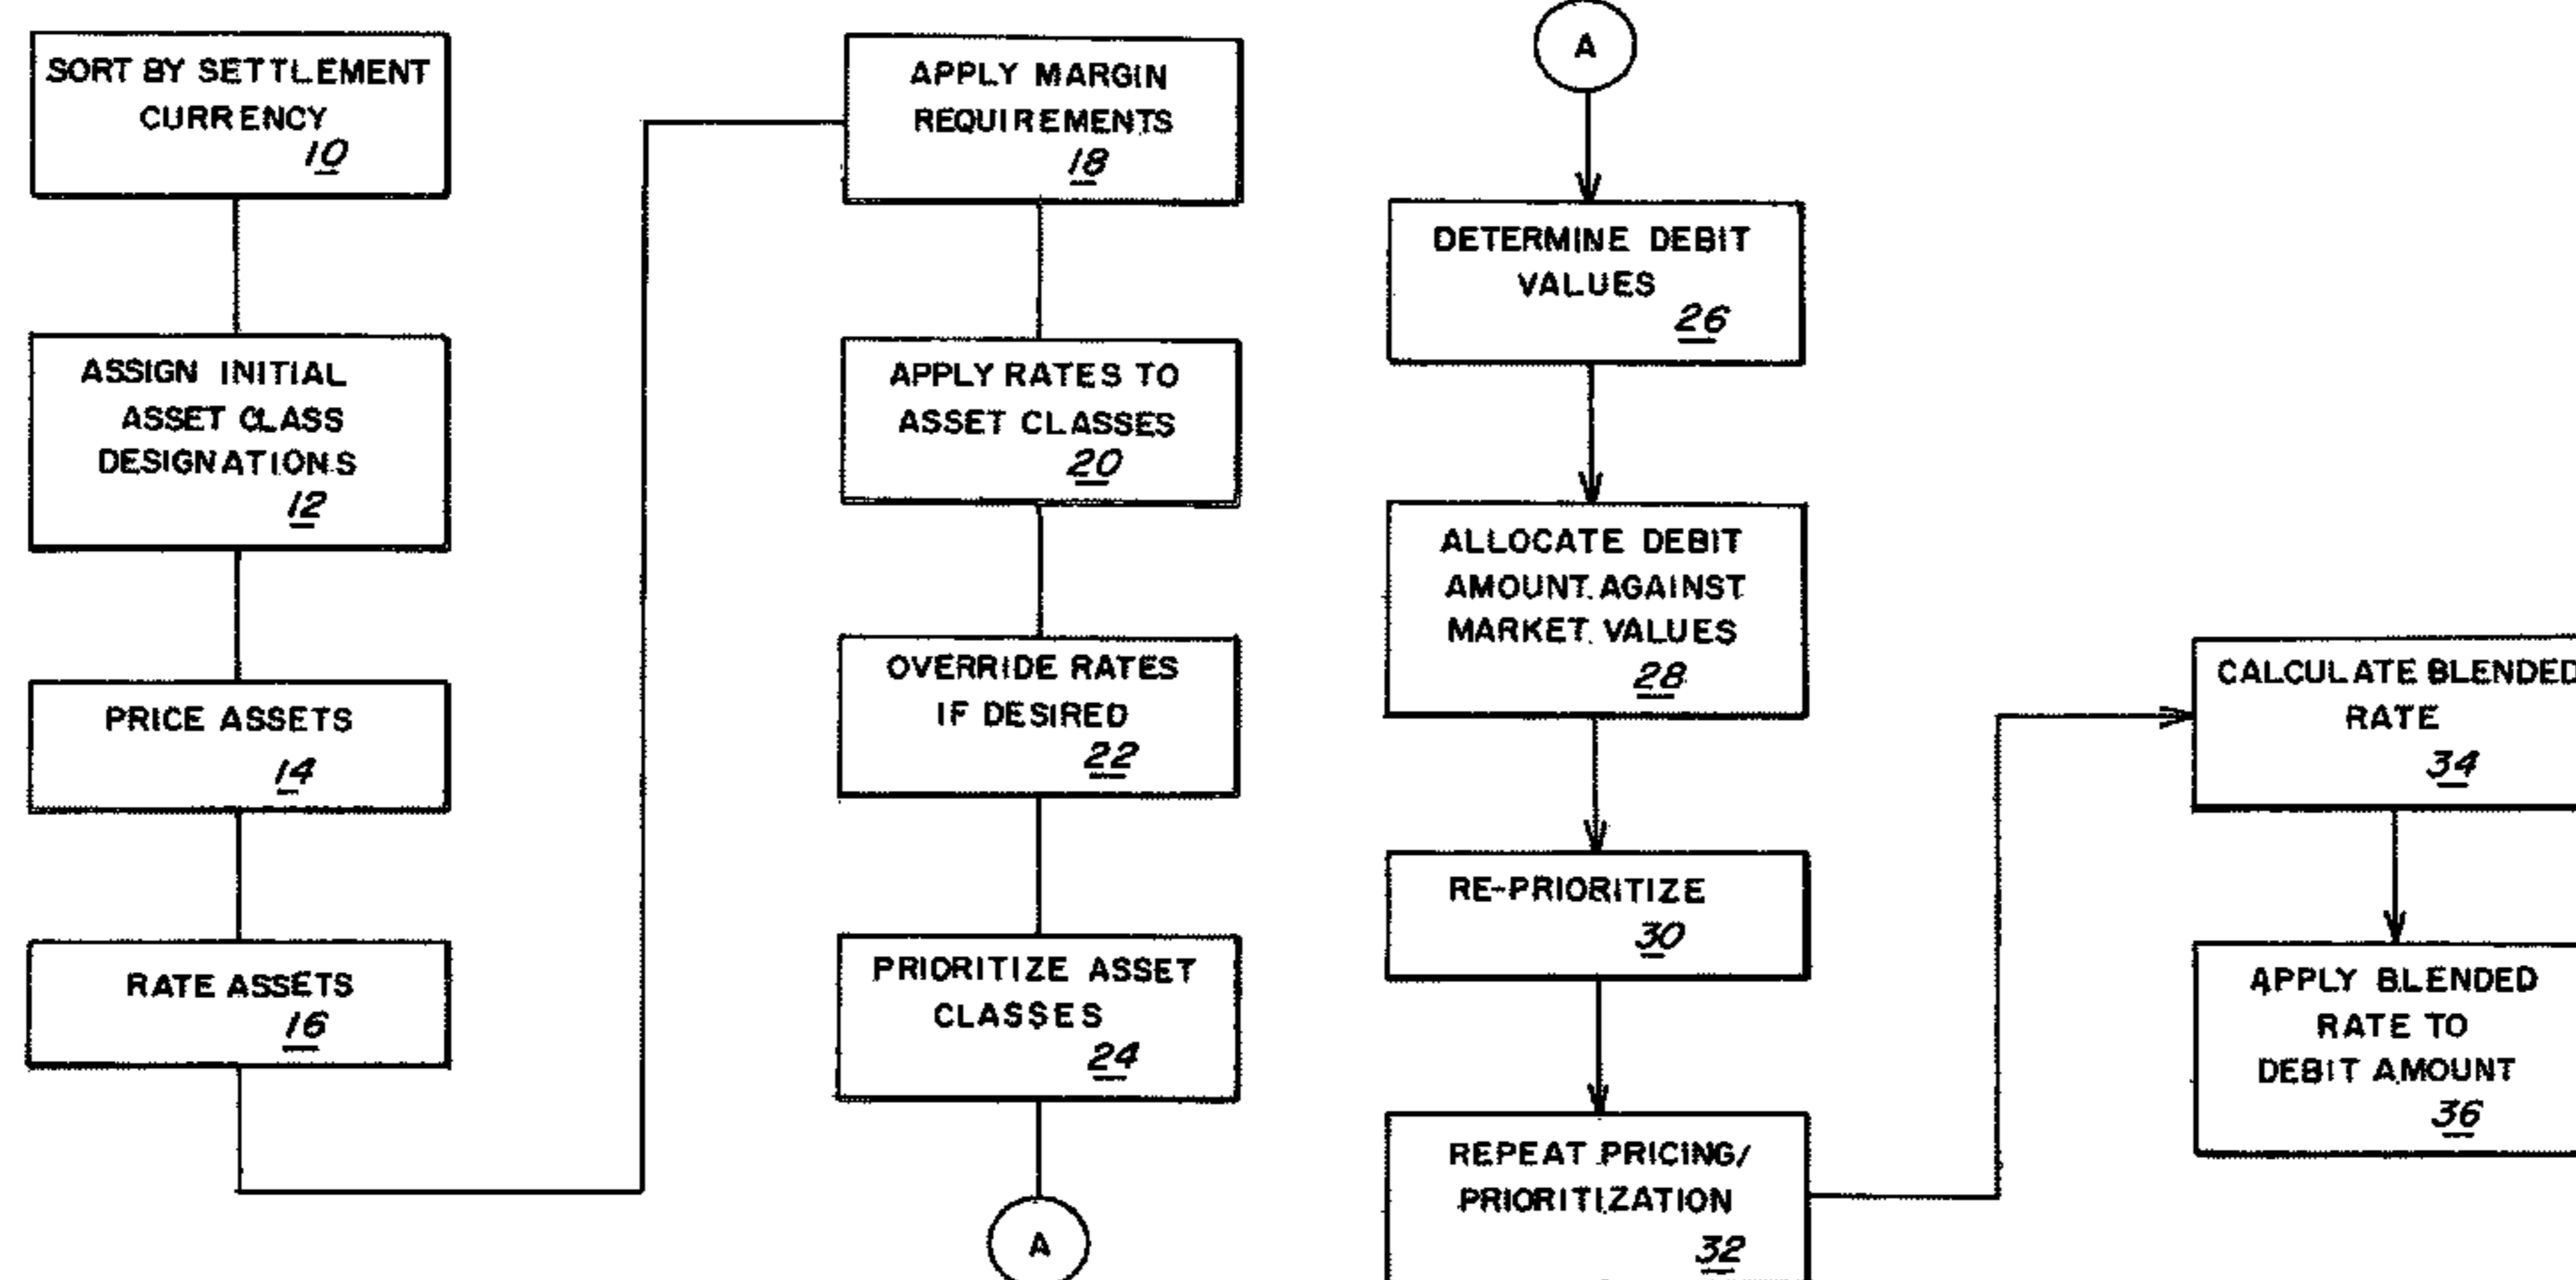 SORT BY SETTLEMENT
CURRENCY
10
ASSIGN INITIAL
ASSET CLASS
DESIGNATIONS
12
PRICE ASSETS
14
RATE ASSETS
16
APPLY MARGIN
REQUIREMENTS
18
APPLY RATES TO
ASSET CLASSES
20
OVERRIDE RATES
IF DESIRED
22
PRIORITIZE ASSET
CLASSES
24
A
A
DETERMINE DEBIT
VALUES
26
ALLOCATE DEBIT
AMOUNT AGAINST
MARKET VALUES
28
RE-PRIORITIZE
30
REPEAT PRICING/
PRIORITIZATION
32
CALCULATE BLENDED
RATE
34
APPLY BLENDED
RATE TO
DEBIT AMOUNT
36